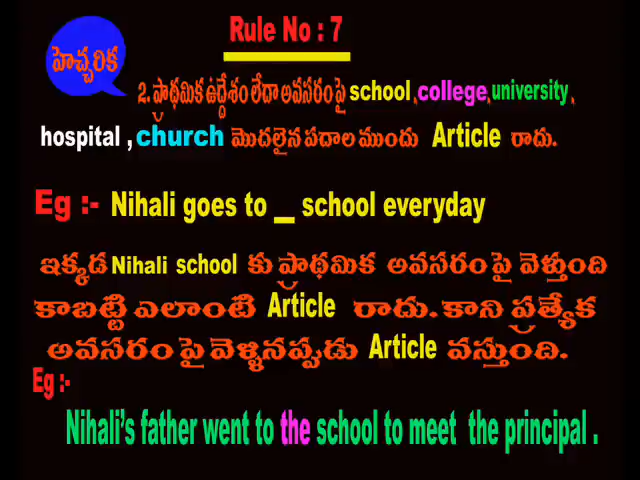 Rule No : 7
హెచ్చరిక
2. ప్రాథమిక ఉద్దేశం లేదా అవసరంపై school ,college,university ,
hospital , church మొదలైన పదాల ముందు Article రాదు.
Eg :- Nihali goes to _ school everyday
ఇక్కడ Nihali school కు ప్రాథమిక అవసరం పై వెళ్తుంది
కాబట్టి ఎలాంటి Article రాదు. కాని ప్రత్యేక
అవసరం పై వెళ్ళినప్పుడు Article వస్తుంది.
Eg :-
Nihali's father went to the school to meet the principal .